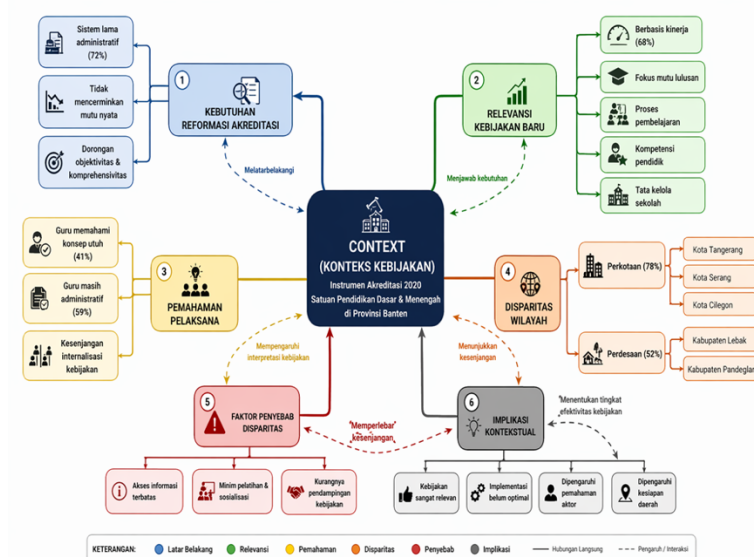 Sistem lama
administratif
(72%)
Tidak
mencerminkan
mutu nyata
Dorongan
objektivitas &
komprehensivitas
1
KEBUTUHAN
REFORMASI AKREDITASI
Melatarbelakangi
2
RELEVANSI
KEBIJAKAN BARU
Menjawab kebutuhan
Berbasis kinerja
(68%)
Fokus mutu lulusan
Proses
pembelajaran
Kompetensi
pendidik
Tata kelola
sekolah
CONTEXT
(KONTEKS KEBIJAKAN)
Instrumen Akreditasi 2020
Satuan Pendidikan Dasar & Menengah
di Provinsi Banten
Guru memahami
konsep utuh
(41%)
Guru masih
administratif
(59%)
Kesenjangan
internalisasi
kebijakan
3
PEMAHAMAN
PELAKSANA
Mempengaruhi
interpretasi kebijakan
4
DISPARITAS
WILAYAH
Menunjukkan
kesenjangan
Perkotaan (78%)
Kota Tangerang
Kota Serang
Kota Cilegon
Perdesaan (52%)
Kabupaten Lebak
Kabupaten Pandeglan
5
FAKTOR PENYEBAB
DISPARITAS
"Memperlebar
kesenjangan"
Akses informasi
terbatas
Minim pelatihan &
sosialisasi
Kurangnya
pendampingan
kebijakan
6
IMPLIKASI
KONTEKSTUAL
"Menentukan tingkat
efektivitas kebijakan
Kebijakan
sangat relevan
Implementasi
belum optimal
Dipengaruhi
pemahaman
aktor
Dipengaruhi
kesiapan
daerah
KETERANGAN:
Latar Belakang
Relevansi
Pemahaman
Disparitas
Penyebab
Implikasi
Hubungan Langsung
Pengaruh / Interaksi